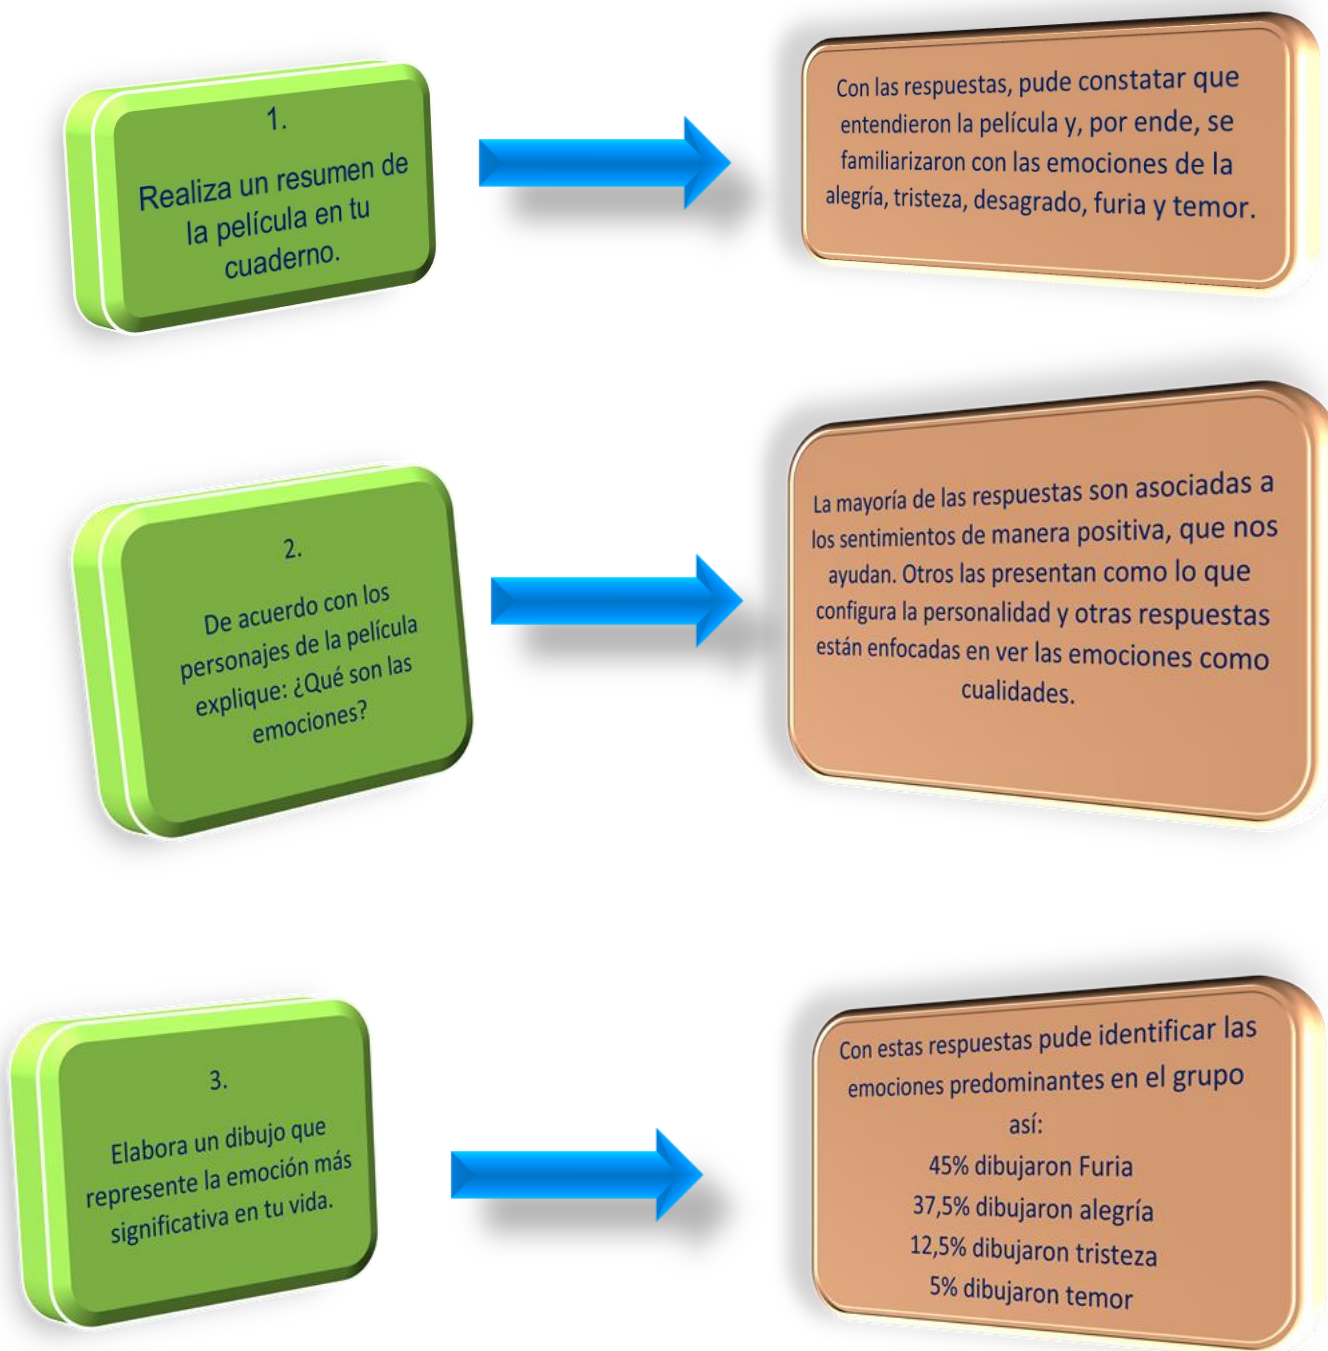 1.
Realiza un resumen de
la película en tu
cuaderno.
Con las respuestas, pude constatar que
entendieron la película y, por ende, se
familiarizaron con las emociones de la
alegría, tristeza, desagrado, furia y temor.
2.
De acuerdo con los
personajes de la película
explique: ¿Qué son las
emociones?
La mayoría de las respuestas son asociadas a
los sentimientos de manera positiva, que nos
ayudan. Otros las presentan como lo que
configura la personalidad y otras respuestas
están enfocadas en ver las emociones como
cualidades.
3.
Elabora un dibujo que
represente la emoción más
significativa en tu vida.
Con estas respuestas pude identificar las
emociones predominantes en el grupo
así:
45% dibujaron Furia
37,5% dibujaron alegría
12,5% dibujaron tristeza
5% dibujaron temor